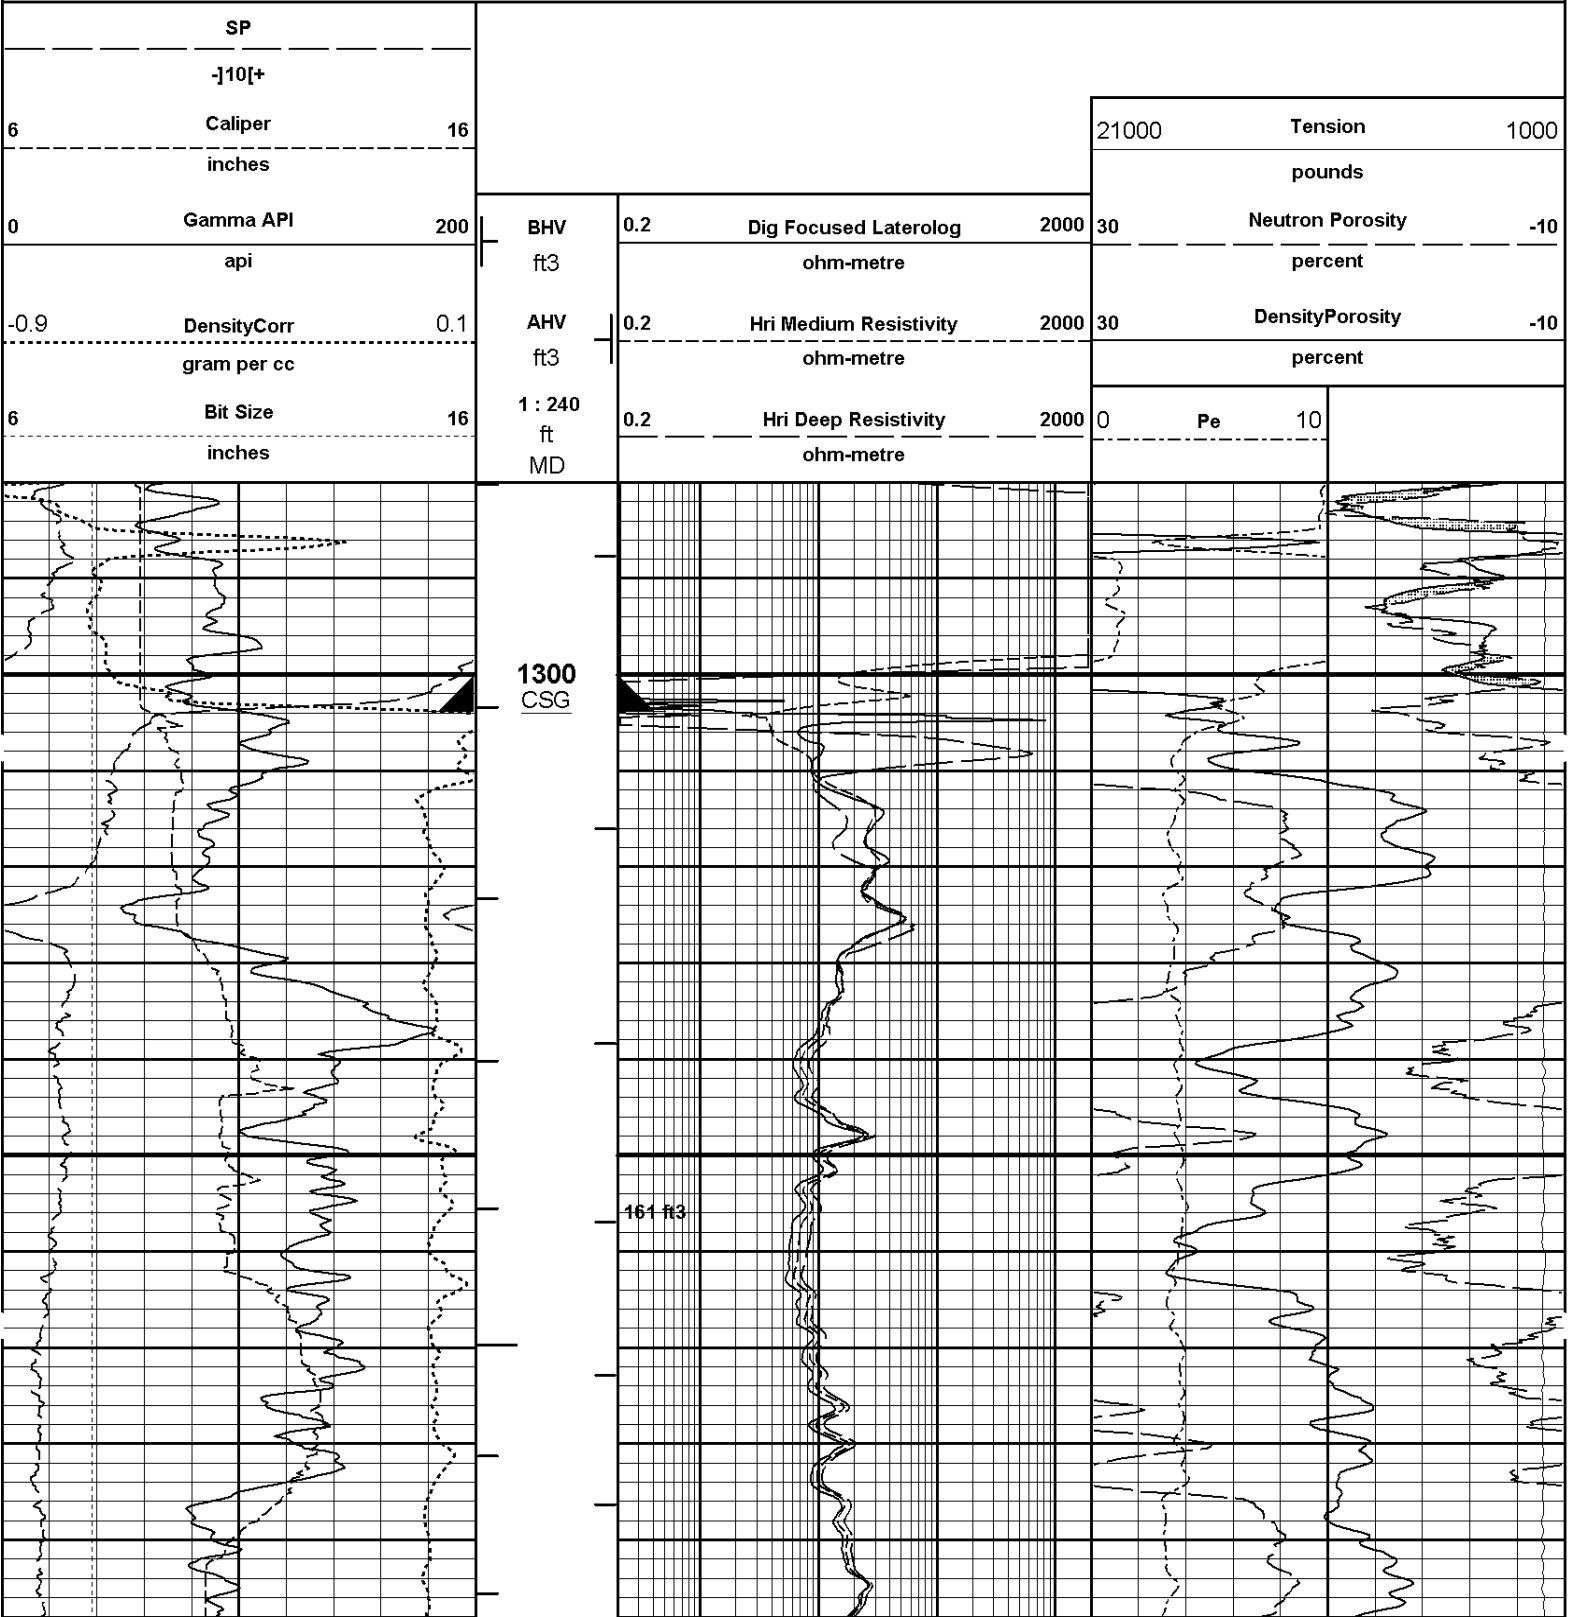 SP
-]10[+
6 Caliper 16
inches
0 Gamma API 200
api
-0.9 DensityCorr 0.1
gram per cc
6 Bit Size 16
inches
BHV
ft3
AHV
ft3
1 : 240
ft
MD
0.2 Dig Focused Laterolog 2000
ohm-metre
0.2 Hri Medium Resistivity 2000
ohm-metre
0.2 Hri Deep Resistivity 2000
ohm-metre
21000 Tension 1000
pounds
30 Neutron Porosity -10
percent
30 DensityPorosity -10
percent
0 Pe 10
1300
CSG
161 ft3